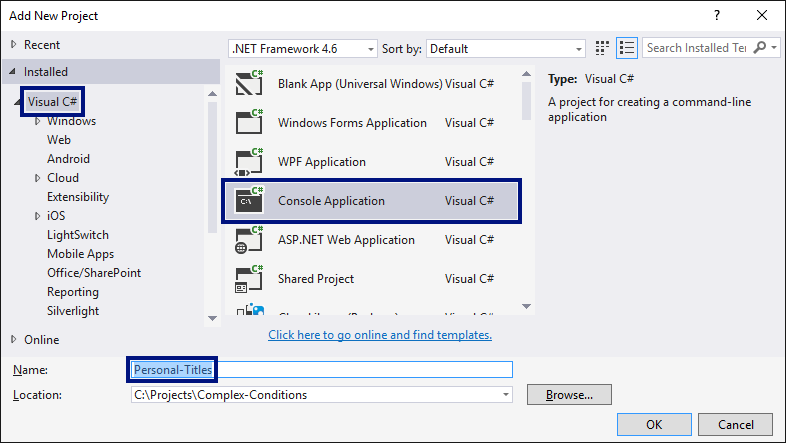 Add New Project
?
Recent
.NET Framework 4.6
Sort by:
Default
Search Installed Te
Installed
Visual C#
Windows
Web
Android
Cloud
Extensibility
iOS
LightSwitch
Mobile Apps
Office/SharePoint
Reporting
Silverlight
Online
Blank App (Universal Windows) Visual C#
Windows Forms Application Visual C#
WPF Application Visual C#
Console Application Visual C#
ASP.NET Web Application Visual C#
Shared Project Visual C#
Click here to go online and find templates.
Type: Visual C#
A project for creating a command-line
application
Name: Personal-Titles
Location: C:\Projects\Complex-Conditions
Browse...
OK Cancel